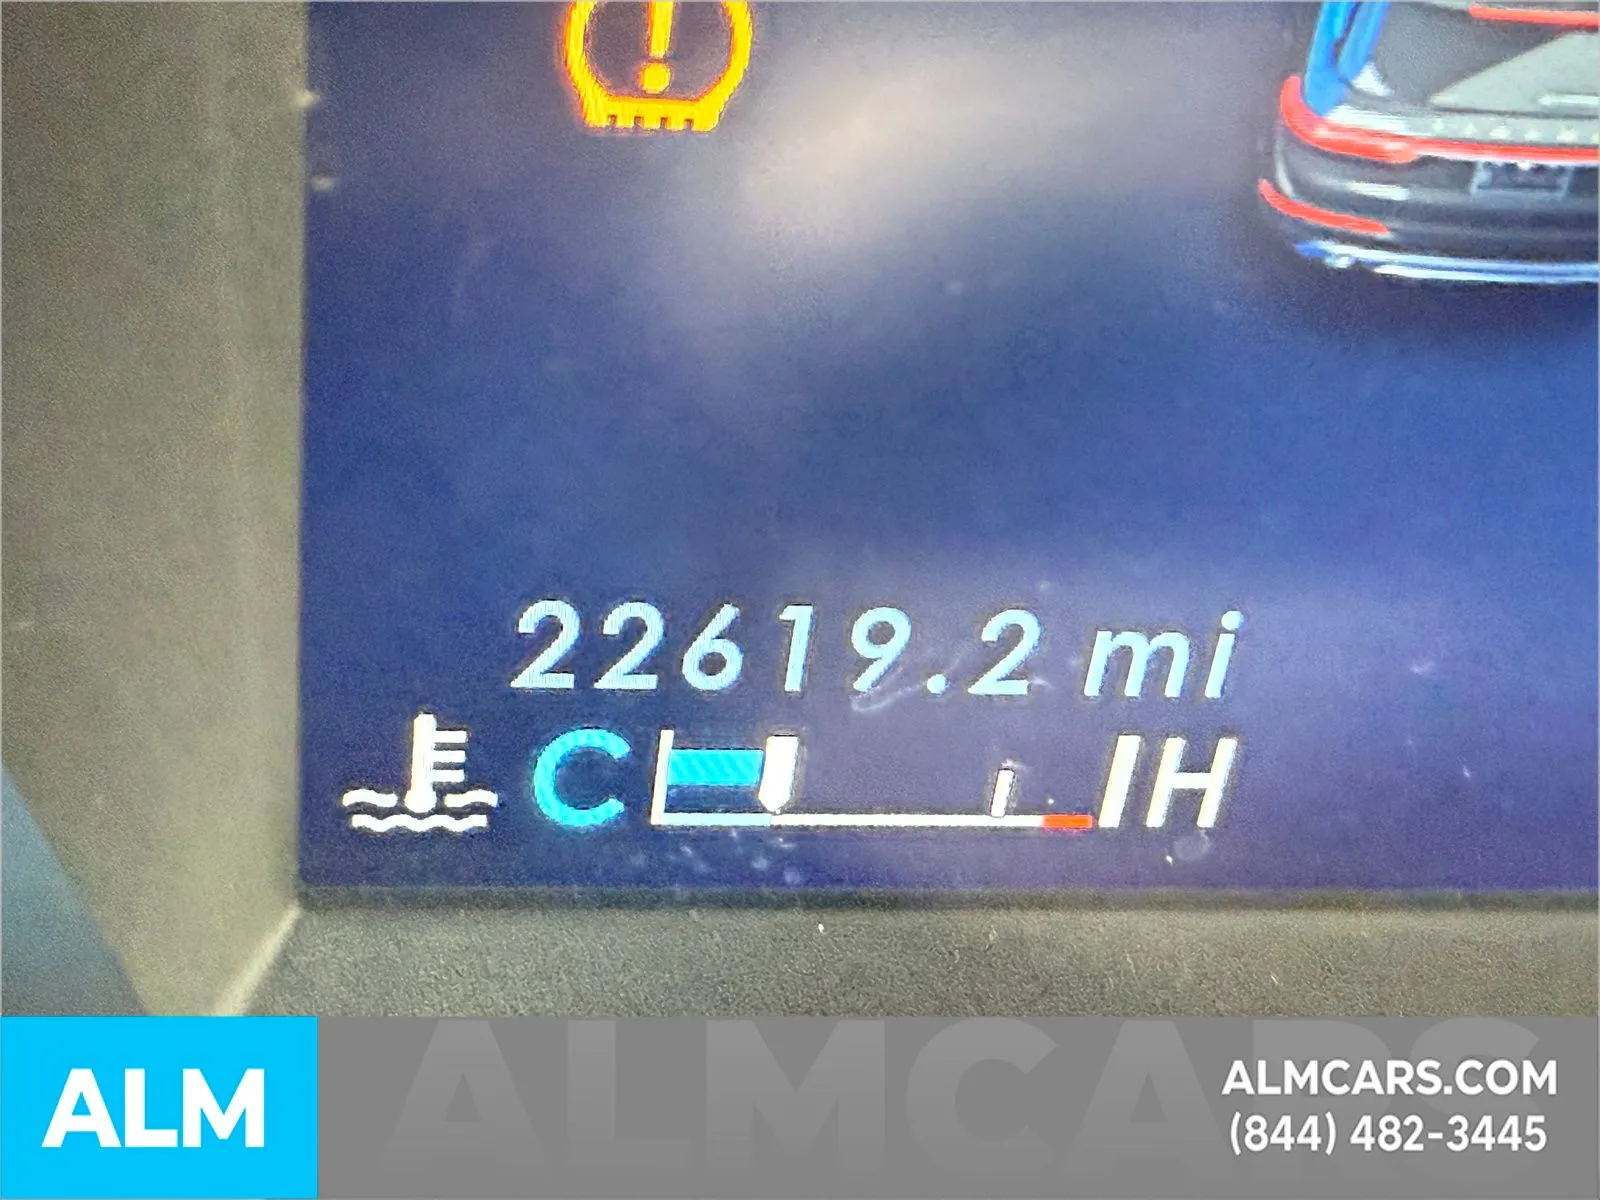 22619.2 mi
C H
ALMCARS
ALM
ALMCARS.COM
(844) 482-3445